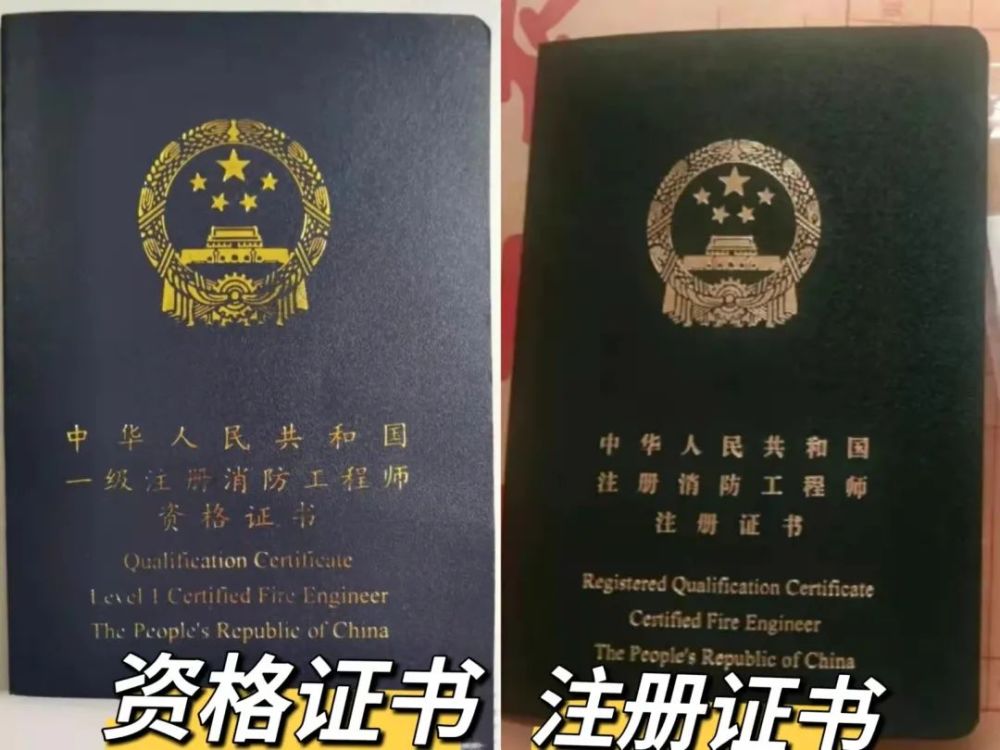 中华人民共和国
一级注册消防工程师
资格证书
Qualification Certificate
Level 1 Certified Fire Engineer
The People's Republic of China
资格证书
中华人民共和国
注册消防工程师
注册证书
Registered Qualification Certificate
Certified Fire Engineer
The People's Republic of China
注册证书